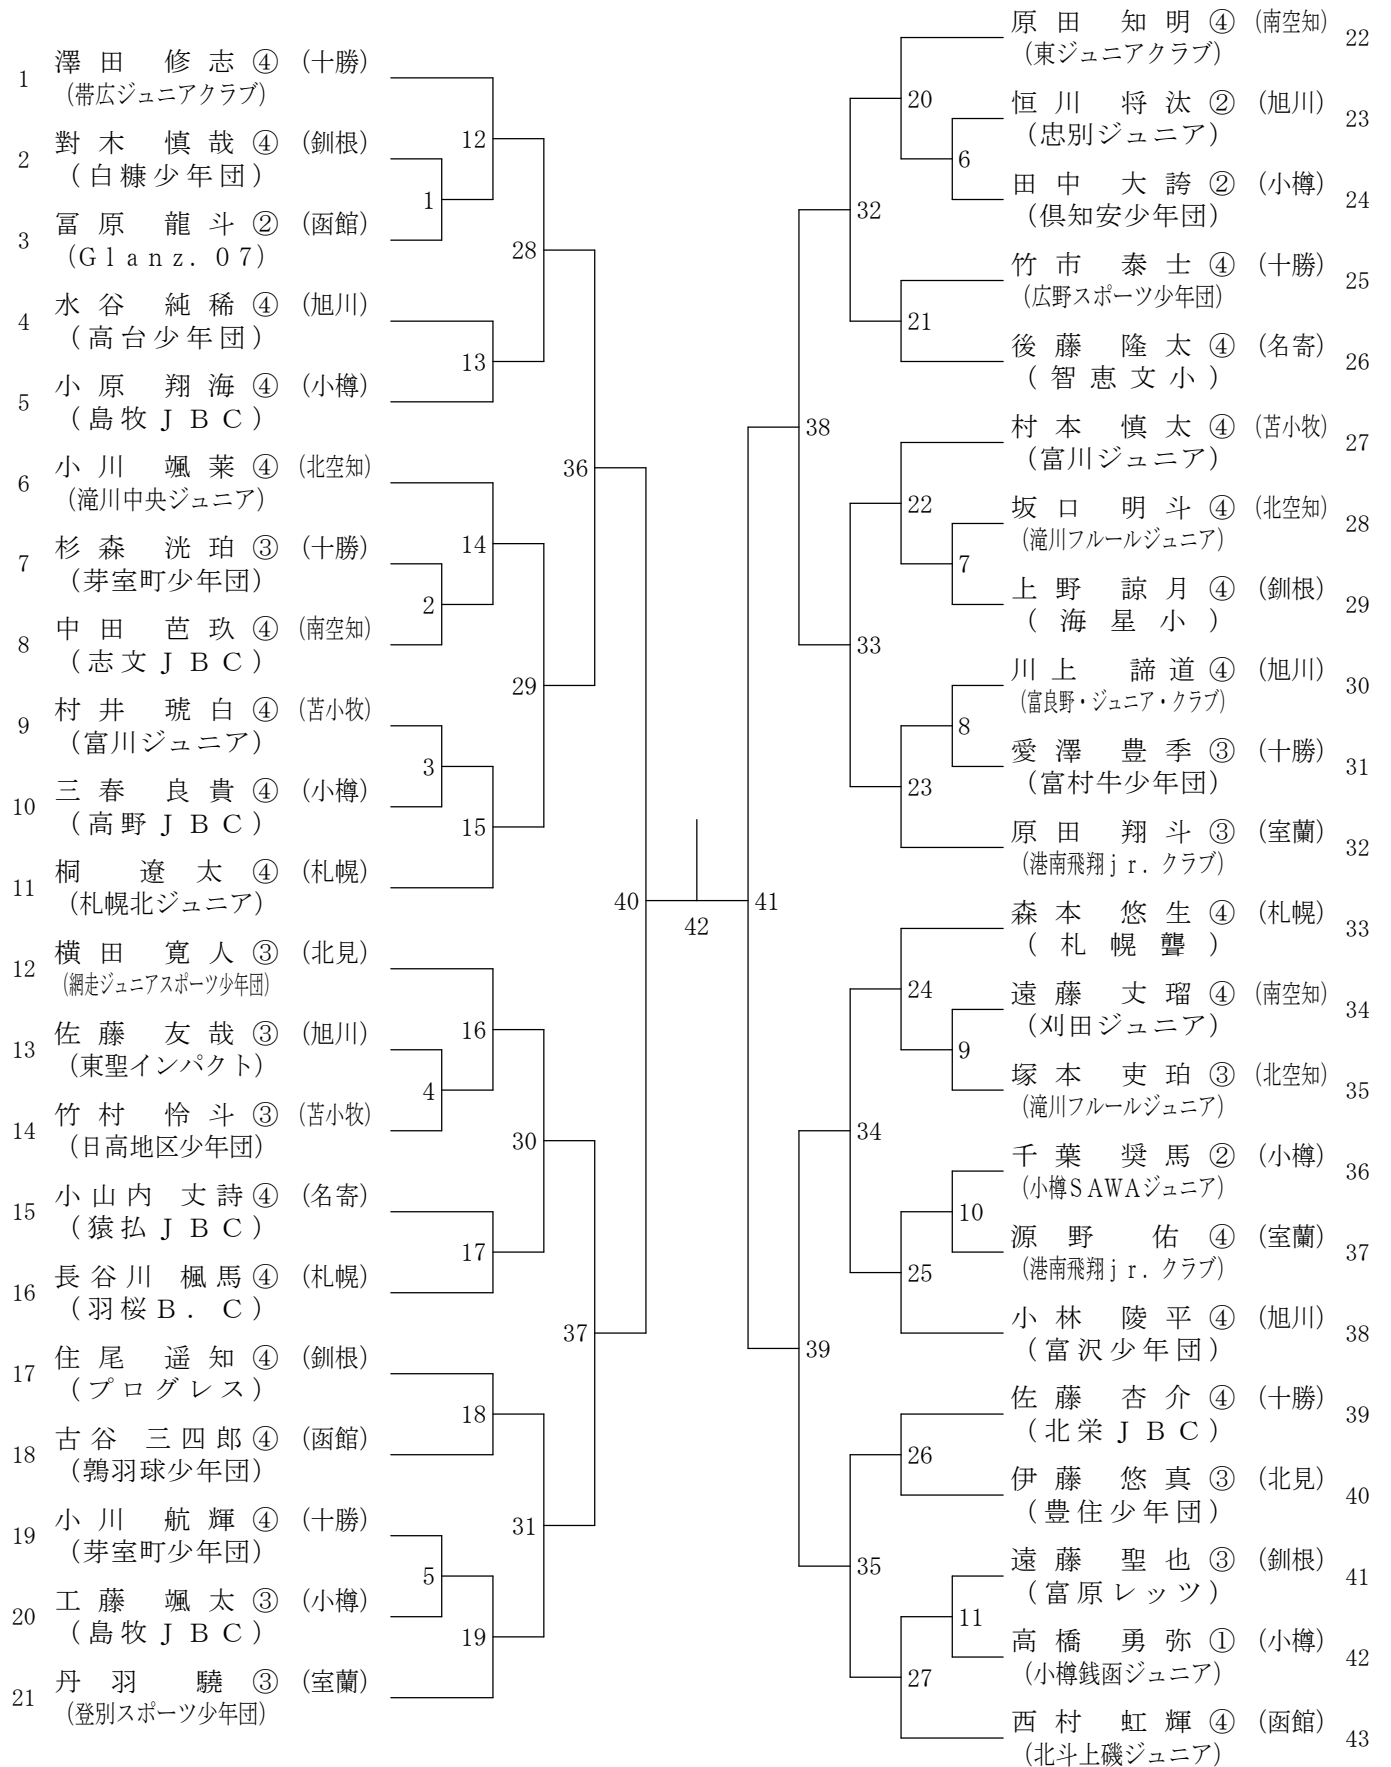 1 澤田 修志④ (十勝)
(帯広ジュニアクラブ)
2 對木 慎哉④ (釧根)
(白糠少年団)
3 冨原 龍斗② (函館)
(Glanz. 07)
4 水谷 純稀④ (旭川)
(高台少年団)
5 小原 翔海④ (小樽)
(島牧JBC)
6 小川 颯菜④ (北空知)
(滝川中央ジュニア)
7 杉森 洸珀③ (十勝)
(芽室町少年団)
8 中田 芭玖④ (南空知)
(志文JBC)
9 村井 琥白④ (苫小牧)
(富川ジュニア)
10 三春 良貴④ (小樽)
(高野JBC)
11 桐 遼太④ (札幌)
(札幌北ジュニア)
12 横田 寛人③ (北見)
(網走ジュニアスポーツ少年団)
13 佐藤 友哉③ (旭川)
(東聖インパクト)
14 竹村 怜斗③ (苫小牧)
(日高地区少年団)
15 小山内 丈詩④ (名寄)
(猿払JBC)
16 長谷川 楓馬④ (札幌)
(羽桜B. C)
17 住尾 遥知④ (釧根)
(プログレス)
18 古谷 三四郎④ (函館)
(鶉羽球少年団)
19 小川 航輝④ (十勝)
(芽室町少年団)
20 工藤 颯太③ (小樽)
(島牧JBC)
21 丹羽 驍③ (室蘭)
(登別スポーツ少年団)
12
1
28
13
36
14
2
29
3
15
40
16
4
30
17
37
18
31
5
19
42
41
20
6
32
21
38
22
7
33
8
23
24
9
34
10
25
39
26
35
11
27
原田 知明④ (南空知) 22
(東ジュニアクラブ)
恒川 将汰② (旭川) 23
(忠別ジュニア)
田中 大誇② (小樽) 24
(倶知安少年団)
竹市 泰士④ (十勝) 25
(広野スポーツ少年団)
後藤 隆太④ (名寄) 26
(智恵文小)
村本 慎太④ (苫小牧) 27
(富川ジュニア)
坂口 明斗④ (北空知) 28
(滝川フルールジュニア)
上野 諒月④ (釧根) 29
(海星小)
川上 諦道④ (旭川) 30
(富良野・ジュニア・クラブ)
愛澤 豊季③ (十勝) 31
(富村牛少年団)
原田 翔斗③ (室蘭) 32
(港南飛翔jr. クラブ)
森本 悠生④ (札幌) 33
(札幌聾)
遠藤 丈瑠④ (南空知) 34
(刈田ジュニア)
塚本 吏珀③ (北空知) 35
(滝川フルールジュニア)
千葉 奨馬② (小樽) 36
(小樽SAWAジュニア)
源野 佑④ (室蘭) 37
(港南飛翔jr. クラブ)
小林 陵平④ (旭川) 38
(富沢少年団)
佐藤 杏介④ (十勝) 39
(北栄JBC)
伊藤 悠真③ (北見) 40
(豊住少年団)
遠藤 聖也③ (釧根) 41
(富原レッツ)
高橋 勇弥① (小樽) 42
(小樽銭函ジュニア)
西村 虹輝④ (函館) 43
(北斗上磯ジュニア)